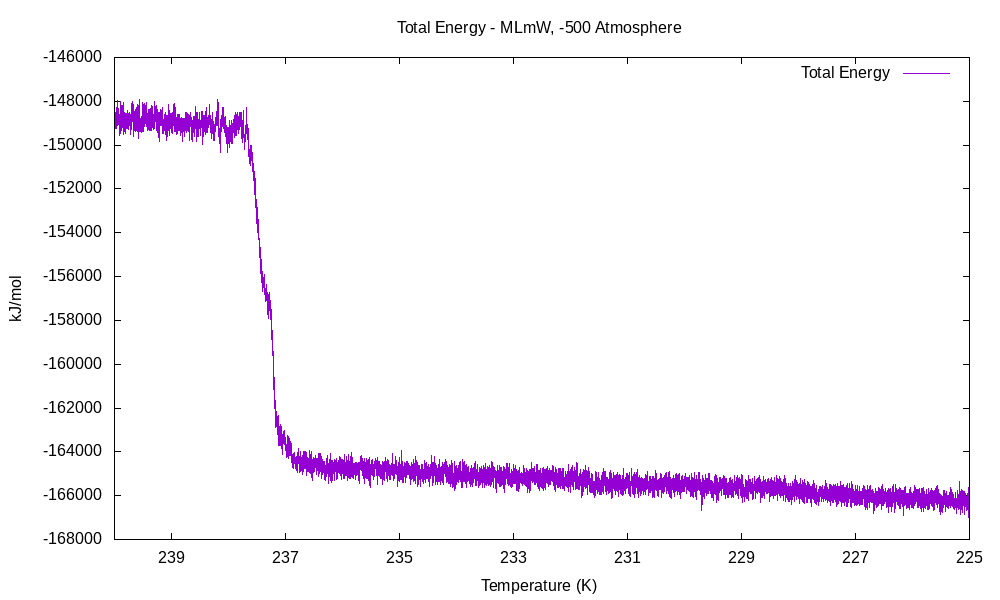 Total Energy - MLmW, -500 Atmosphere
Total Energy
-146000
-148000
-150000
-152000
-154000
-156000
-158000
-160000
-162000
-164000
-166000
-168000
kJ/mol
239 237 235 233 231 229 227 225
Temperature (K)